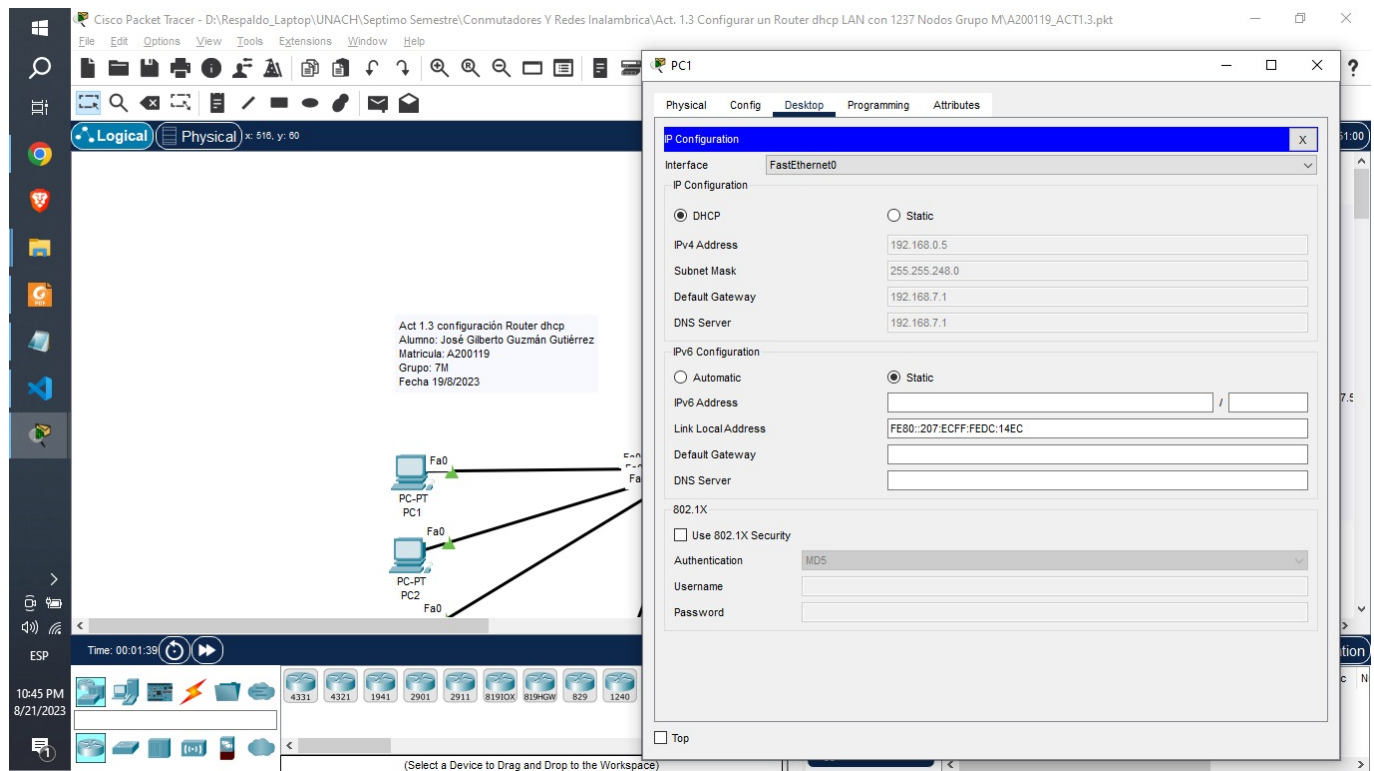 Cisco Packet Tracer - D:\Respaldo_Laptop\UNACH\Septimo Semestre\Conmutadores Y Redes Inalambrica\Act. 1.3 Configurar un Router dhcp LAN con 1237 Nodos Grupo M\A200119_ACT1.3.pkt
File Edit Options View Tools Extensions Window Help
Logical Physical x: 516, y: 60
Act 1.3 configuración Router dhcp
Alumno: José Gilberto Guzmán Gutiérrez
Matricula: A200119
Grupo: 7M
Fecha 19/8/2023
Fa0
PC-PT
PC1
Fa0
PC-PT
PC2
Fa0
Fa
PC1
?
Physical Config Desktop Programming Attributes
IP Configuration X
Interface FastEthernet0
IP Configuration
DHCP Static
IPv4 Address 192.168.0.5
Subnet Mask 255.255.248.0
Default Gateway 192.168.7.1
DNS Server 192.168.7.1
IPv6 Configuration
Automatic Static
IPv6 Address /
Link Local Address FE80::207:ECFF:FEDC:14EC
Default Gateway
DNS Server
802.1X
Use 802.1X Security
Authentication MD5
Username
Password
Top
51:00
7.5
tion
c N
Time: 00:01:39
4331 4321 1941 2901 2911 819IOX 819HGW 829 1240
(Select a Device to Drag and Drop to the Workspace)
ESP
10:45 PM
8/21/2023
1